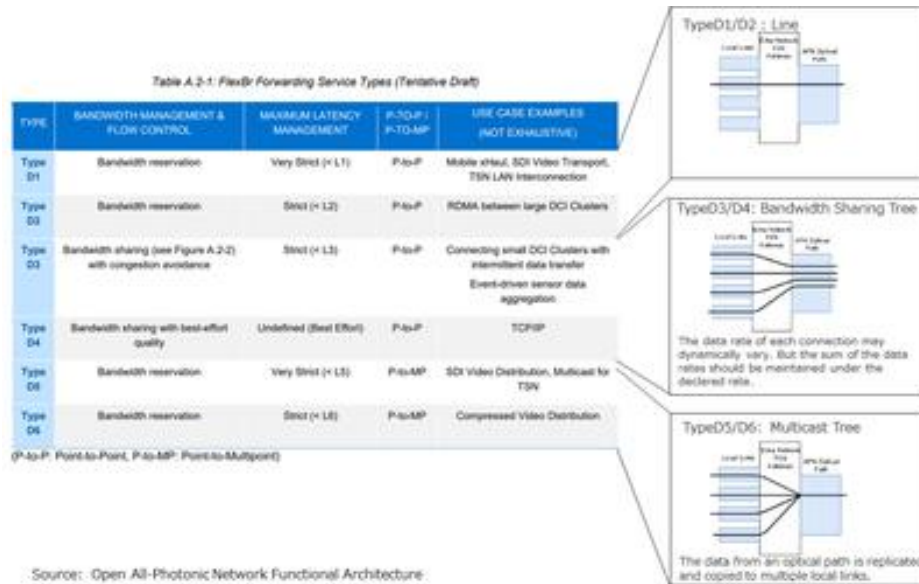 Table A.2-1: FlexBr Forwarding Service Types (Tentative Draft)
TYPE
BANDWIDTH MANAGEMENT &
FLOW CONTROL
MAXIMUM LATENCY
MANAGEMENT
P-TO-P /
P-TO-MP
USE CASE EXAMPLES
(NOT EXHAUSTIVE)
Type
D1
Bandwidth reservation
Very Strict (< L1)
P-to-P
Mobile xHaul, SDI Video Transport,
TSN LAN Interconnection
Type
Bandwidth reservation
Strict (< L2)
P-to-P
RDMA between large DCI Clusters
Type
D3
Bandwidth sharing (see Figure A.2-2)
with congestion avoidance
Strict (< L3)
P-to-P
Connecting small DCI Clusters with
intermittent data transfer
Event-driven sensor data
aggregation
Type
D4
Bandwidth sharing with best-effort
quality
Undefined (Best Effort)
P-to-P
TCP/IP
Type
Bandwidth reservation
Very Strict (< L5)
P-to-MP
SDI Video Distribution, Multicast for
TSN
Type
D6
Bandwidth reservation
Strict (< L6)
P-to-MP
Compressed Video Distribution
(P-to-P: Point-to-Point, P-to-MP: Point-to-Multipoint)
Source: Open All-Photonic Network Functional Architecture
TypeD1/D2 : Line
TypeD3/D4: Bandwidth Sharing Tree
The data rate of each connection may
dynamically vary. But the sum of the data
rates should be maintained under the
declared rate.
TypeD5/D6: Multicast Tree
The data from an optical path is replicated
and copied to multiple local links.